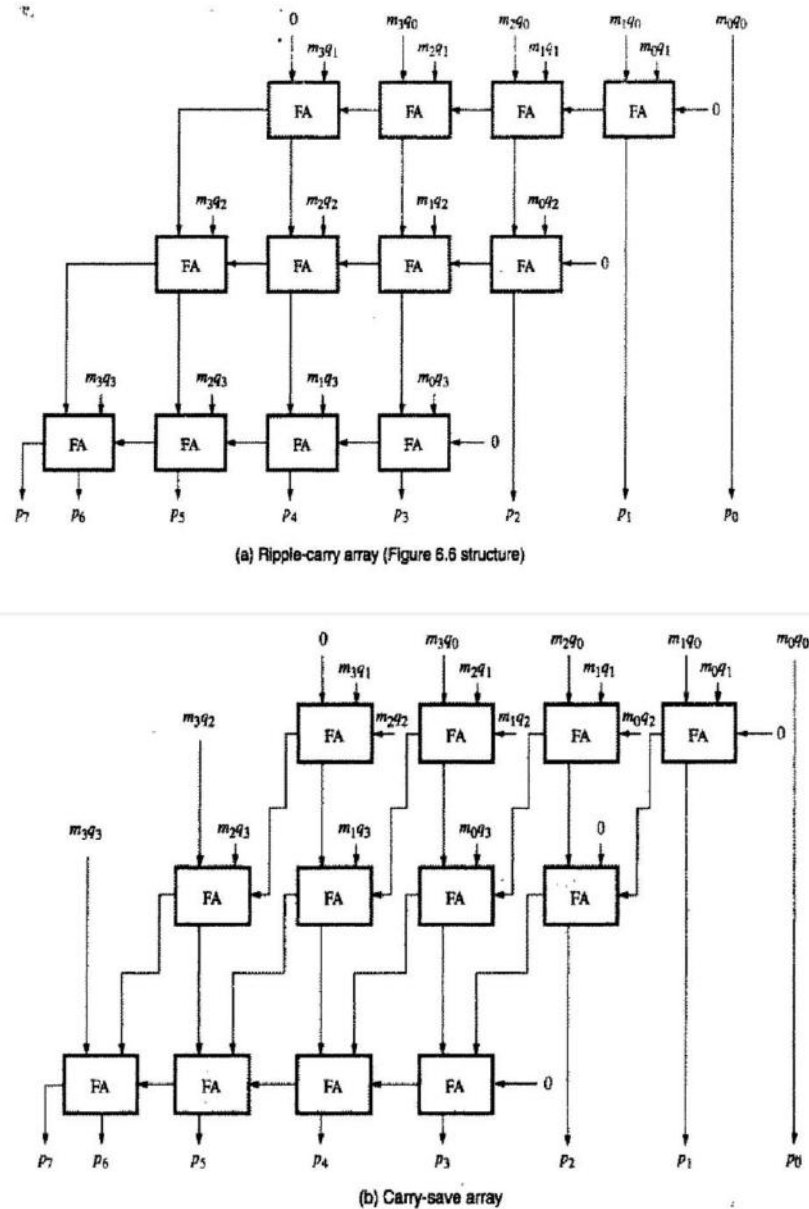 0 m₃q₀ m₂q₀ m₁q₀ m₀q₀
m₃q₁ m₂q₁ m₁q₁ m₀q₁
FA FA FA FA 0
m₃q₂ m₂q₂ m₁q₂ m₀q₂
FA FA FA FA 0
m₃q₃ m₂q₃ m₁q₃ m₀q₃
FA FA FA FA 0
p₇ p₆ p₅ p₄ p₃ p₂ p₁ p₀
(a) Ripple-carry array (Figure 6.6 structure)
0 m₃q₀ m₂q₀ m₁q₀ m₀q₀
m₃q₁ m₂q₁ m₁q₁ m₀q₁
m₃q₂ m₂q₂ m₁q₂ m₀q₂
FA FA FA FA 0
m₃q₃ m₂q₃ m₁q₃ m₀q₃ 0
FA FA FA FA
FA FA FA FA 0
p₇ p₆ p₅ p₄ p₃ p₂ p₁ p₀
(b) Carry-save array